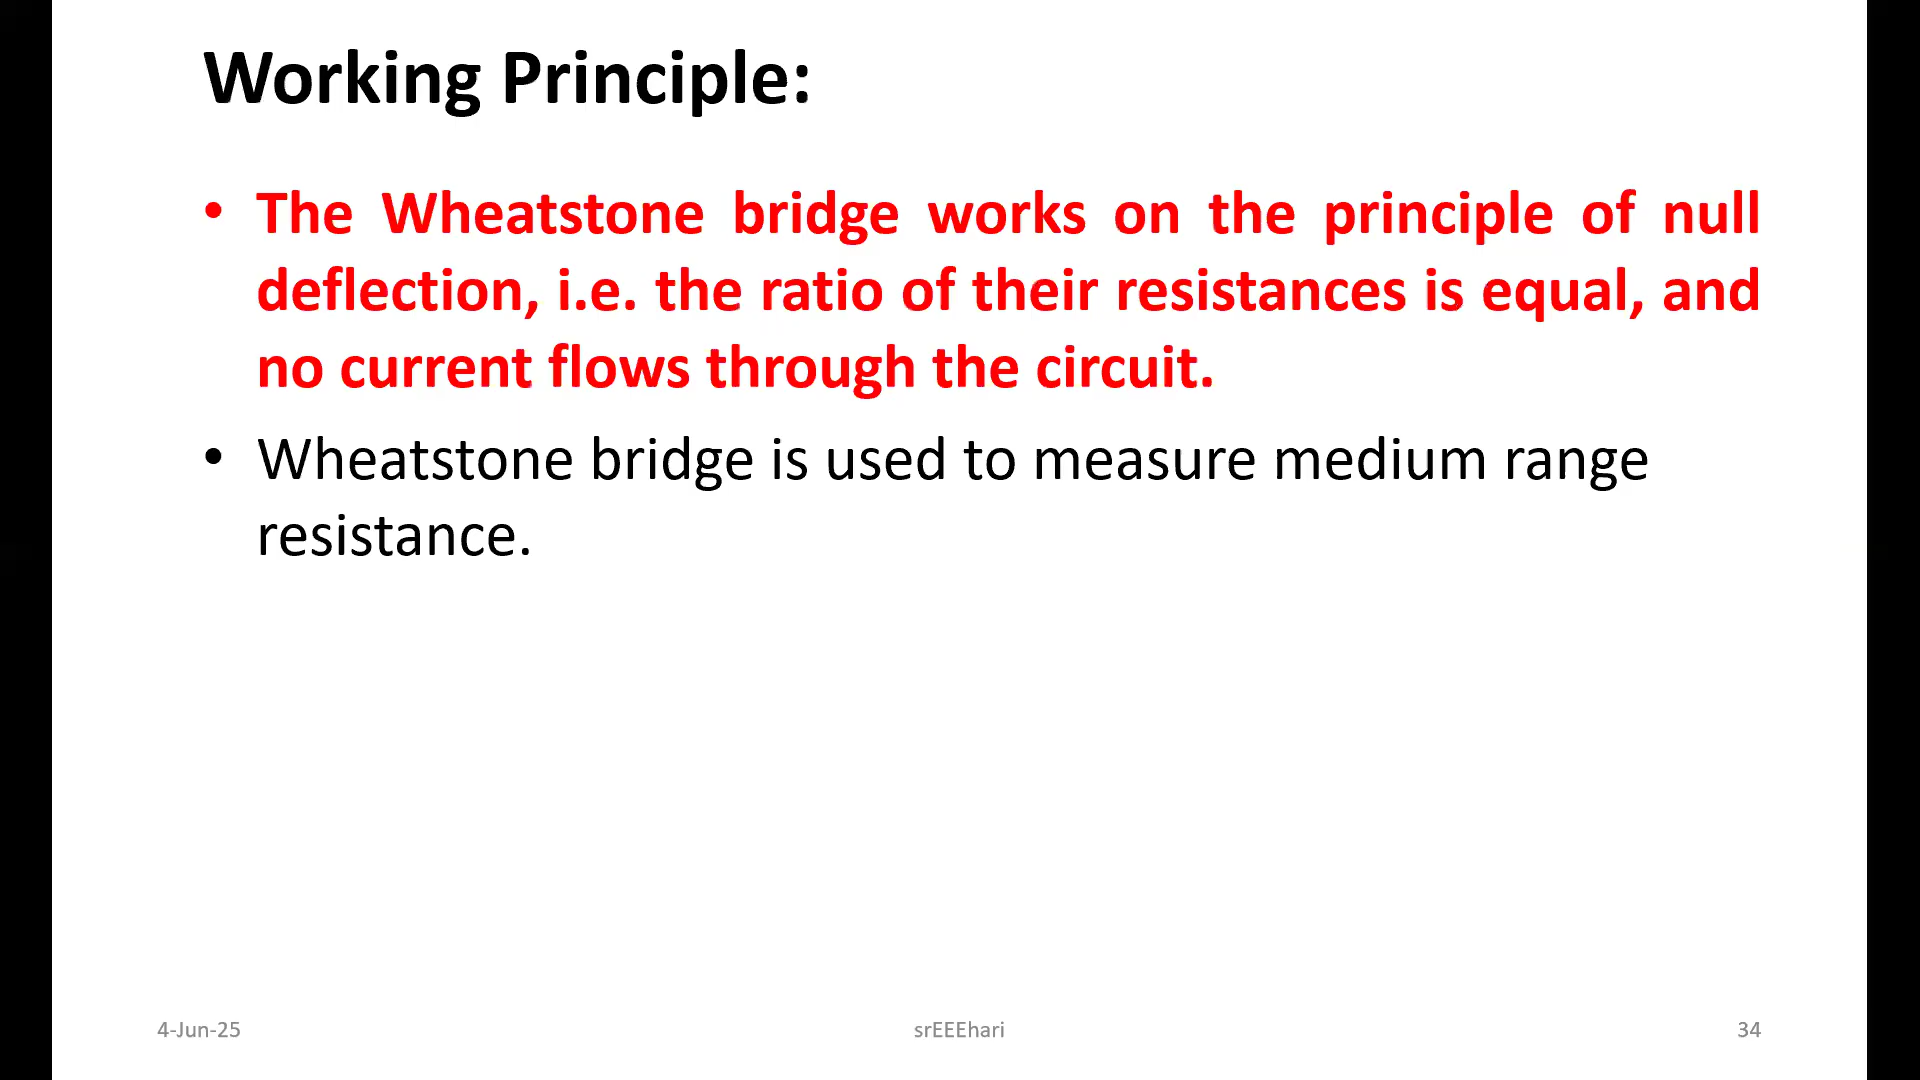 Working Principle:
• The Wheatstone bridge works on the principle of null
deflection, i.e. the ratio of their resistances is equal, and
no current flows through the circuit.
• Wheatstone bridge is used to measure medium range
resistance.
4-Jun-25
srEEEhari
34